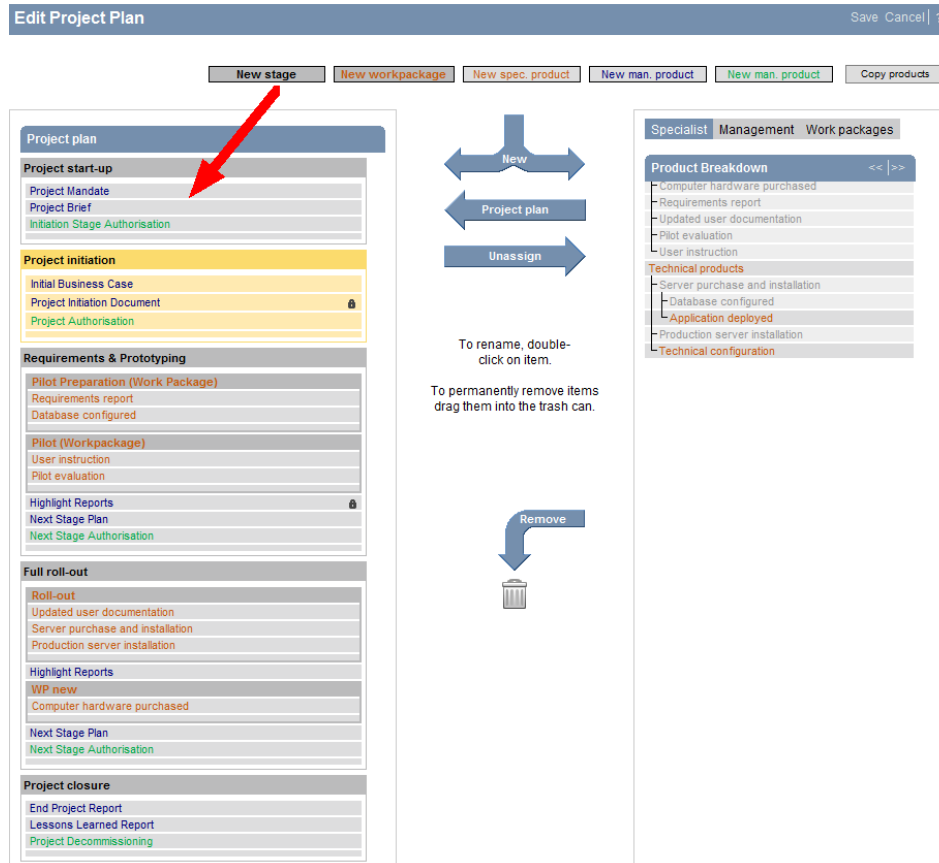 Edit Project Plan
Save Cancel
New stage
New workpackage
New spec. product
New man. product
New man. product
Copy products
Project plan
Project start-up
Project Mandate
Project Brief
Initiation Stage Authorisation
Project initiation
Initial Business Case
Project Initiation Document
Project Authorisation
Requirements & Prototyping
Pilot Preparation (Work Package)
Requirements report
Database configured
Pilot (Workpackage)
User instruction
Pilot evaluation
Highlight Reports
Next Stage Plan
Next Stage Authorisation
Full roll-out
Roll-out
Updated user documentation
Server purchase and installation
Production server installation
Highlight Reports
WP new
Computer hardware purchased
Next Stage Plan
Next Stage Authorisation
Project closure
End Project Report
Lessons Learned Report
Project Decommissioning
New
Project plan
Unassign
To rename, double-
click on item.
To permanently remove items
drag them into the trash can.
Remove
Specialist Management Work packages
Product Breakdown << >>
Computer hardware purchased
Requirements report
Updated user documentation
Pilot evaluation
User instruction
Technical products
Server purchase and installation
Database configured
Application deployed
Production server installation
Technical configuration